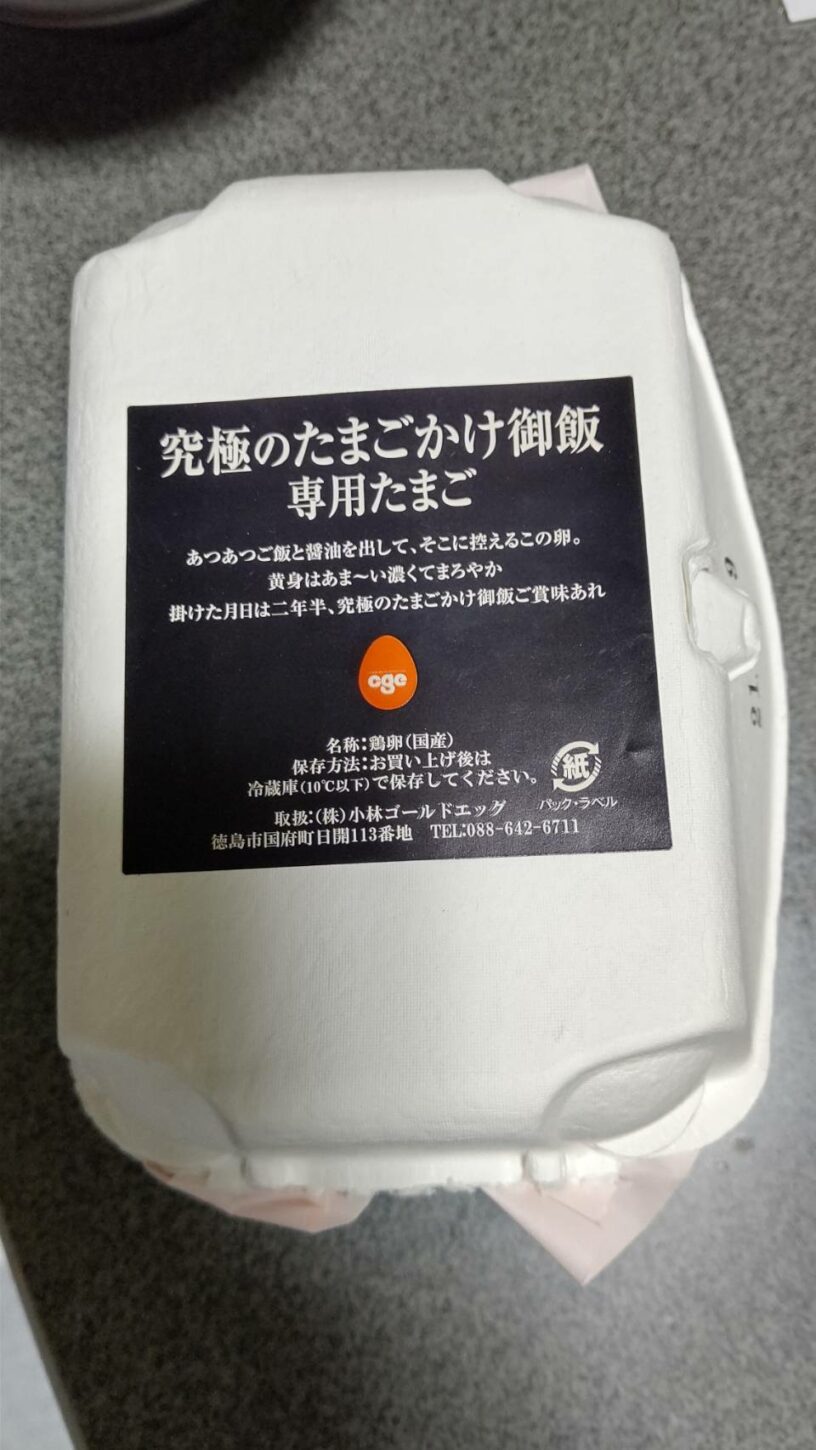 究極のたまごかけ御飯
専用たまご
あつあつご飯と醤油を出して、そこに控えるこの卵。
黄身はあま〜い濃くてまろやか
掛けた月日は二年半、究極のたまごかけ御飯ご賞味あれ
cge
名称:鶏卵(国産)
保存方法:お買い上げ後は
冷蔵庫(10℃以下)で保存してください。
紙
パック・ラベル
取扱:(株)小林ゴールドエッグ
徳島市国府町日開113番地 TEL:088-642-6711